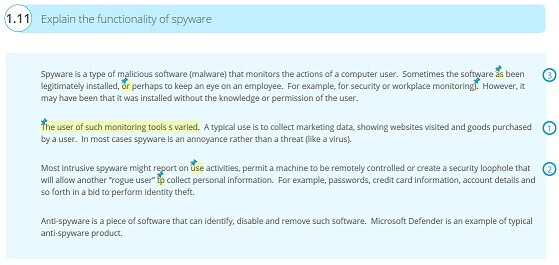 1.11 Explain the functionality of spyware
Spyware is a type of malicious software (malware) that monitors the actions of a computer user. Sometimes the software as been
legitimately installed, or perhaps to keep an eye on an employee. For example, for security or workplace monitoring). However, it
may have been that it was installed without the knowledge or permission of the user.
3
The user of such monitoring tools s varied. A typical use is to collect marketing data, showing websites visited and goods purchased
by a user. In most cases spyware is an annoyance rather than a threat (like a virus).
1
Most intrusive spyware might report on use activities, permit a machine to be remotely controlled or create a security loophole that
will allow another “rogue user” tp collect personal information. For example, passwords, credit card information, account details and
so forth in a bid to perform identity theft.
2
Anti-spyware is a piece of software that can identify, disable and remove such software. Microsoft Defender is an example of typical
anti-spyware product.